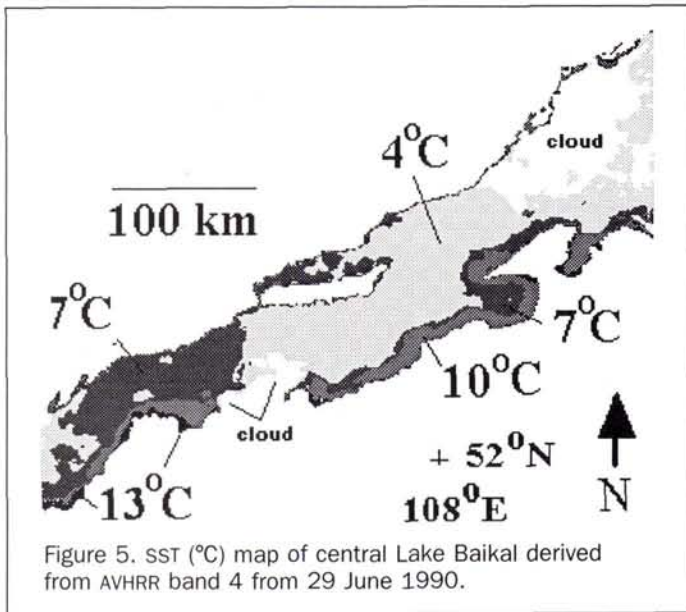 cloud
4°C
100 km
7°C
7°C
10°C
cloud
+ 52°N
13°C
108°E
N
Figure 5. SST (°C) map of central Lake Baikal derived
from AVHRR band 4 from 29 June 1990.